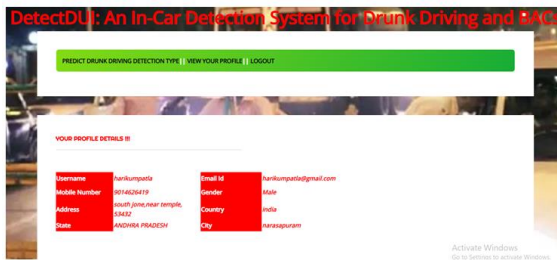 DetectDUI: An In-Car Detection System for Drunk Driving and BACs
PREDICT DRUNK DRIVING DETECTION TYPE || VIEW YOUR PROFILE || LOGOUT
YOUR PROFILE DETAILS !!!
Username harikumpatla Email Id harikumpatla@gmail.com
Mobile Number 9014626419 Gender Male
Address south jone,near temple, 53432 Country india
State ANDHRA PRADESH City narasapuram
Activate Windows
Go to Settings to activate Windows.